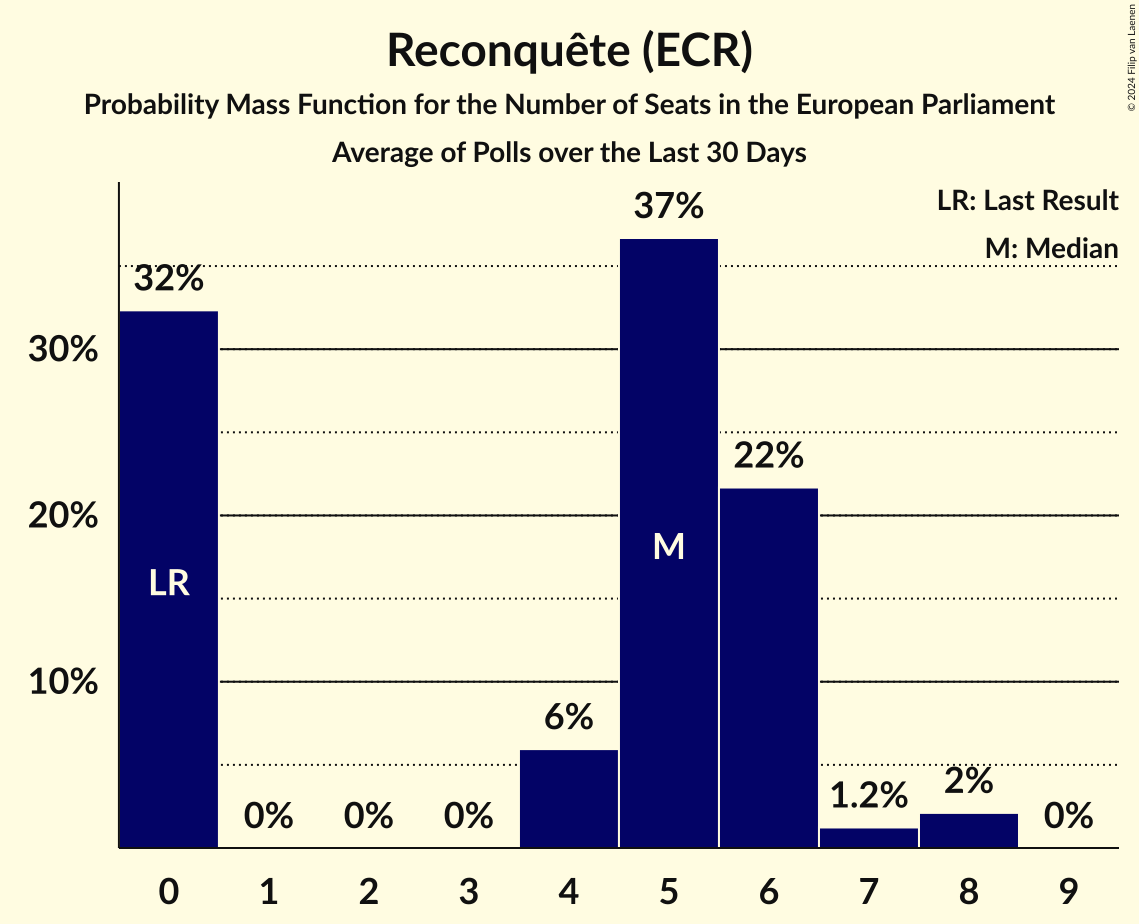 Reconquête (ECR)
Probability Mass Function for the Number of Seats in the European Parliament
Average of Polls over the Last 30 Days
© 2024 Filip van Laenen
LR: Last Result
M: Median
37%
32%
30%
22%
20%
M
LR
10%
6%
2%
1.2%
0% 0% 0% 0%
0 1 2 3 4 5 6 7 8 9